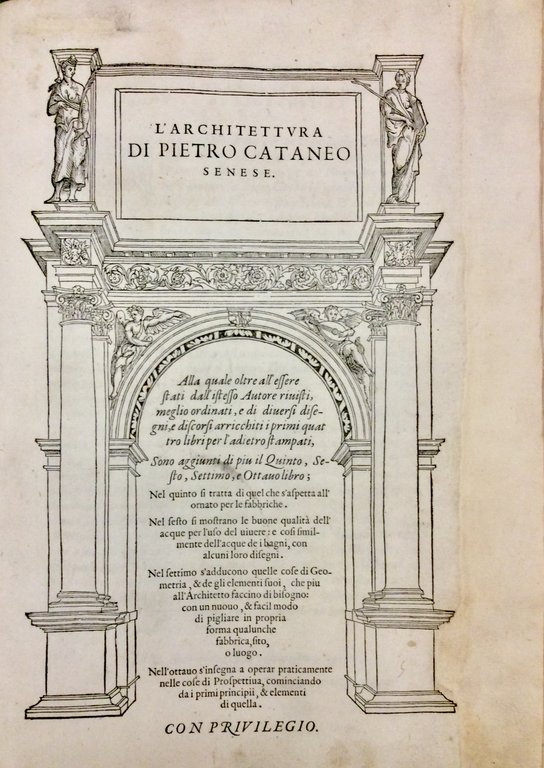 L'ARCHITETTVRA
DI PIETRO CATANEO
SENESE.
Alla quale oltre all'essere
stati dall'istesso Autore riuisti,
meglio ordinati, e di diuersi dise-
gni, e discorsi arricchiti i primi quat
tro libri per l'adietro stampati,
Sono aggiunti di piu il Quinto, Se-
sto, Settimo, e Ottauo libro;
Nel quinto si tratta di quel che s'aspetta all'
ornato per le fabbriche.
Nel sesto si mostrano le buone qualità dell'
acque per l'uso del uiuere: e cosi simil-
mente dell'acque de i bagni, con
alcuni loro disegni.
Nel settimo s'adducono quelle cose di Geo-
metria, & de gli elementi suoi, che piu
all'Architetto faccino di bisogno:
con un nuouo, & facil modo
di pigliare in propria
forma qualunche
fabbrica, sito,
o luogo.
Nell'ottauo s'insegna a operar praticamente
nelle cose di Prospettiua, cominciando
da i primi principii, & elementi
di quella.
CON PRIVILEGIO.